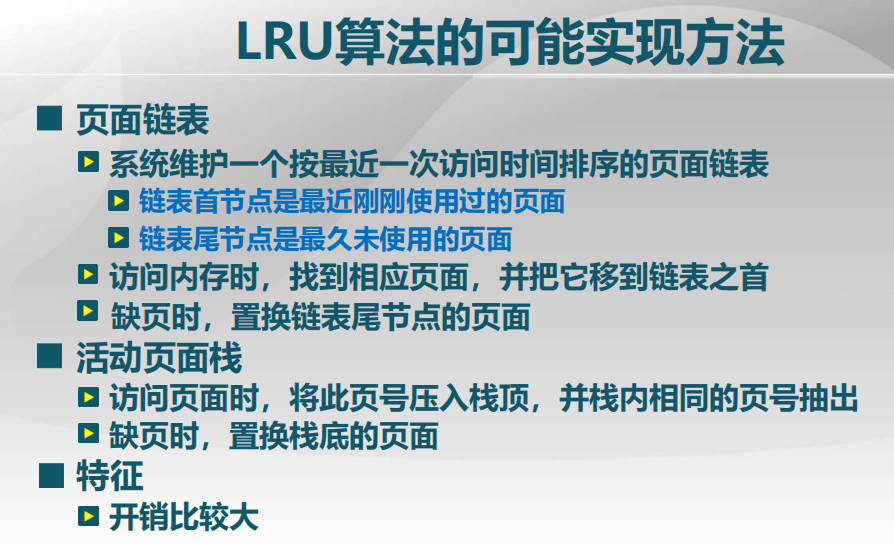 LRU算法的可能实现方法
页面链表
系统维护一个按最近一次访问时间排序的页面链表
链表首节点是最近刚刚使用过的页面
链表尾节点是最久未使用的页面
访问内存时，找到相应页面，并把它移到链表之首
缺页时，置换链表尾节点的页面
活动页面栈
访问页面时，将此页号压入栈顶，并栈内相同的页号抽出
缺页时，置换栈底的页面
特征
开销比较大